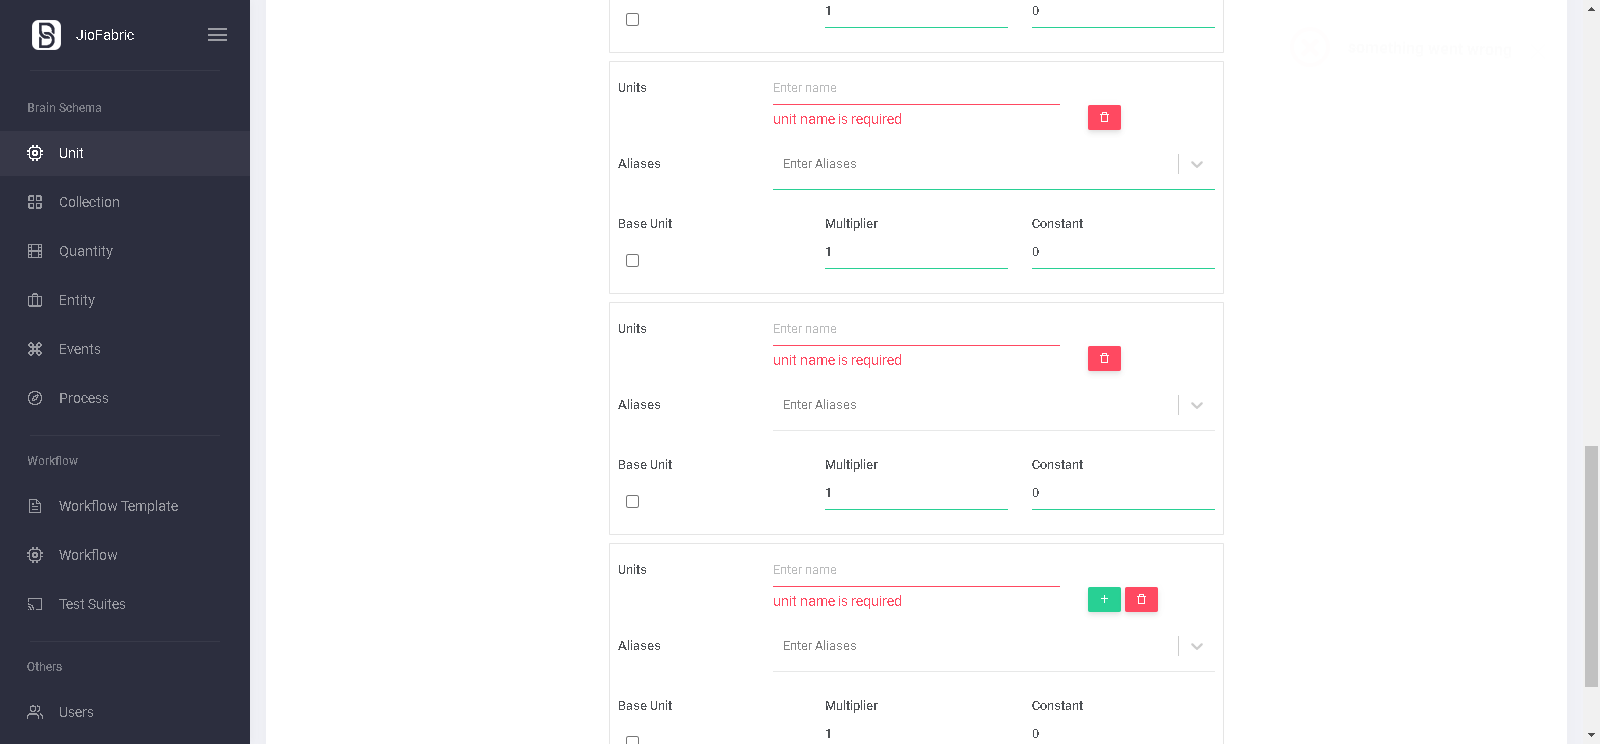 JioFabric
Brain Schema
Unit
Collection
Quantity
Entity
Events
Process
Workflow
Workflow Template
Workflow
Test Suites
Others
Users
1
0
Units
Enter name
unit name is required
Aliases
Enter Aliases
Base Unit
Multiplier
Constant
1
0
Units
Enter name
unit name is required
Aliases
Enter Aliases
Base Unit
Multiplier
Constant
1
0
Units
Enter name
unit name is required
Aliases
Enter Aliases
Base Unit
Multiplier
Constant
1
0